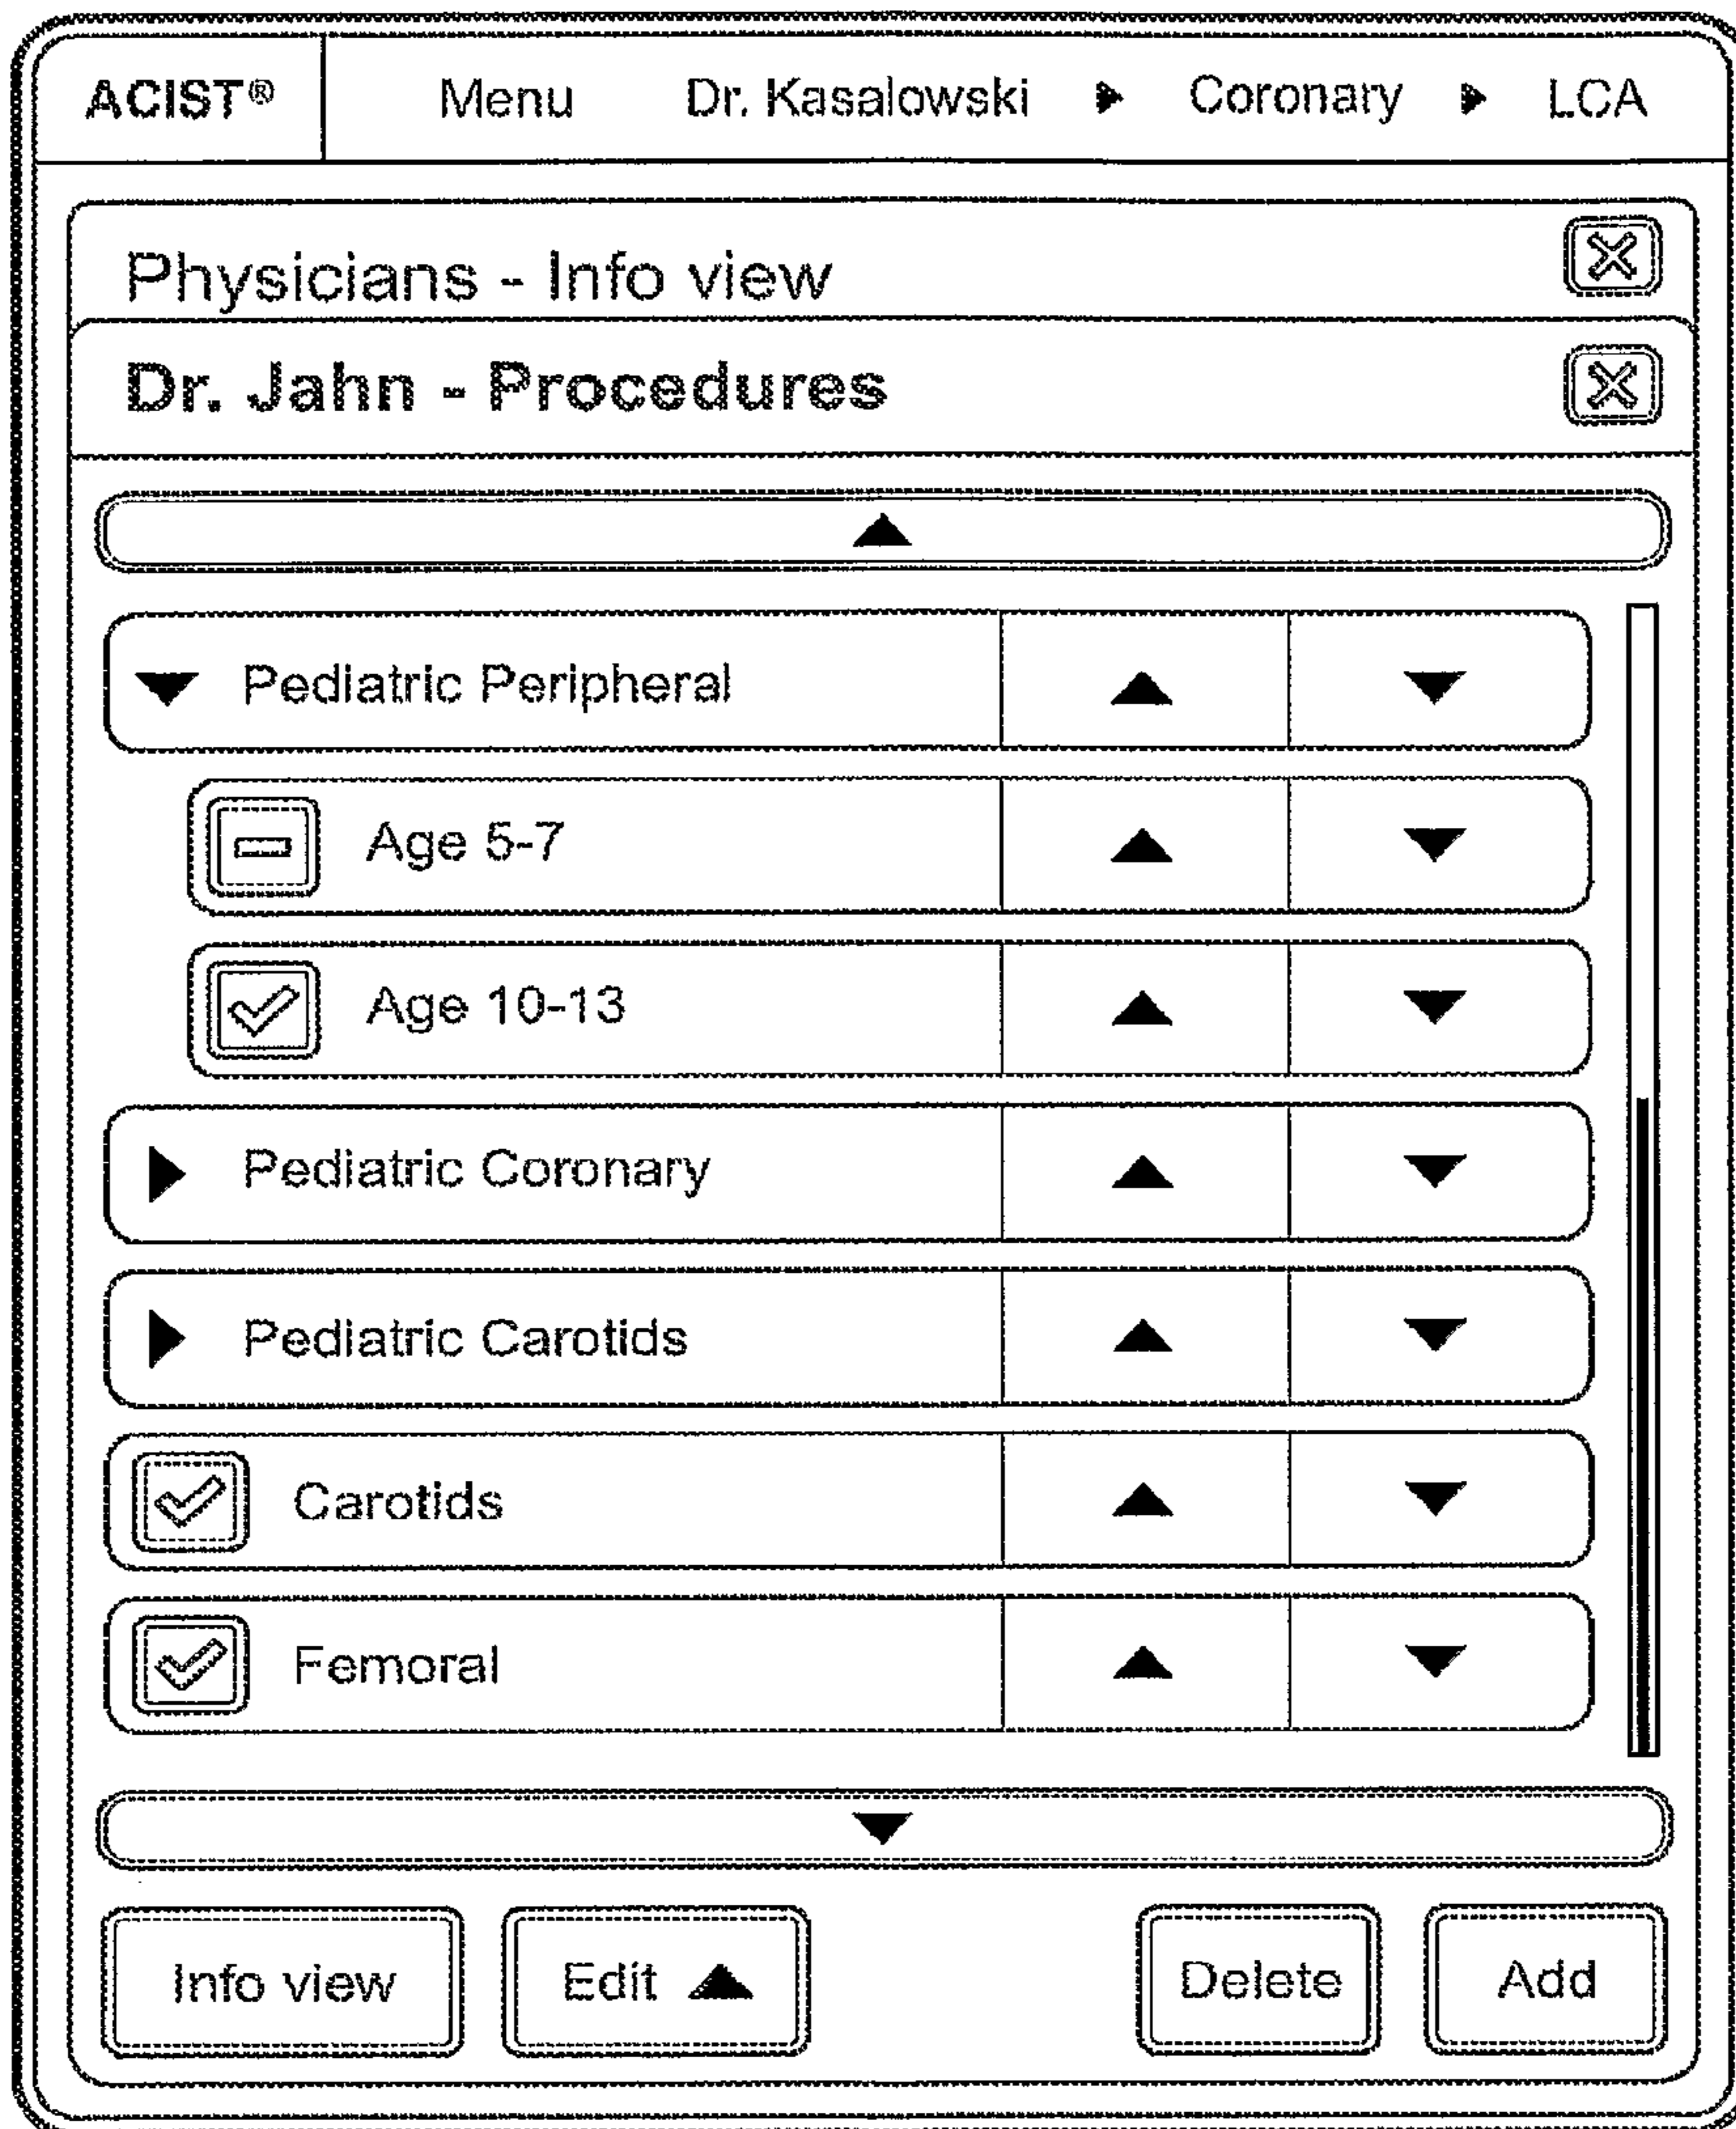 ACIST® Menu Dr. Kasalowski Coronary LCA
Physicians - Info view
Dr. Jahn - Procedures
Pediatric Peripheral
Age 5-7
Age 10-13
Pediatric Coronary
Pediatric Carotids
Carotids
Femoral
Info view Edit Delete Add